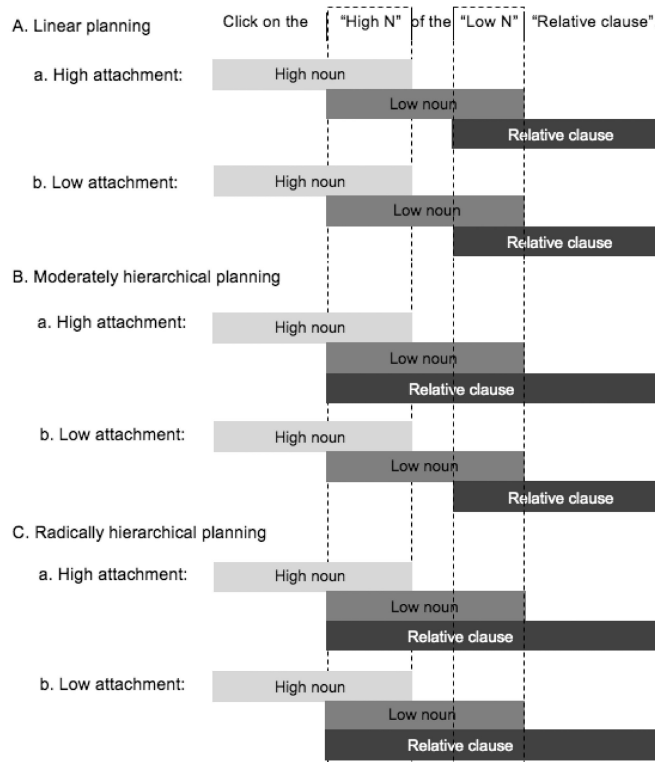 A. Linear planning Click on the “High N” of the “Low N” “Relative clause”
a. High attachment: High noun
Low noun
Relative clause
b. Low attachment: High noun
Low noun
Relative clause
B. Moderately hierarchical planning
a. High attachment: High noun
Low noun
Relative clause
b. Low attachment: High noun
Low noun
Relative clause
C. Radically hierarchical planning
a. High attachment: High noun
Low noun
Relative clause
b. Low attachment: High noun
Low noun
Relative clause